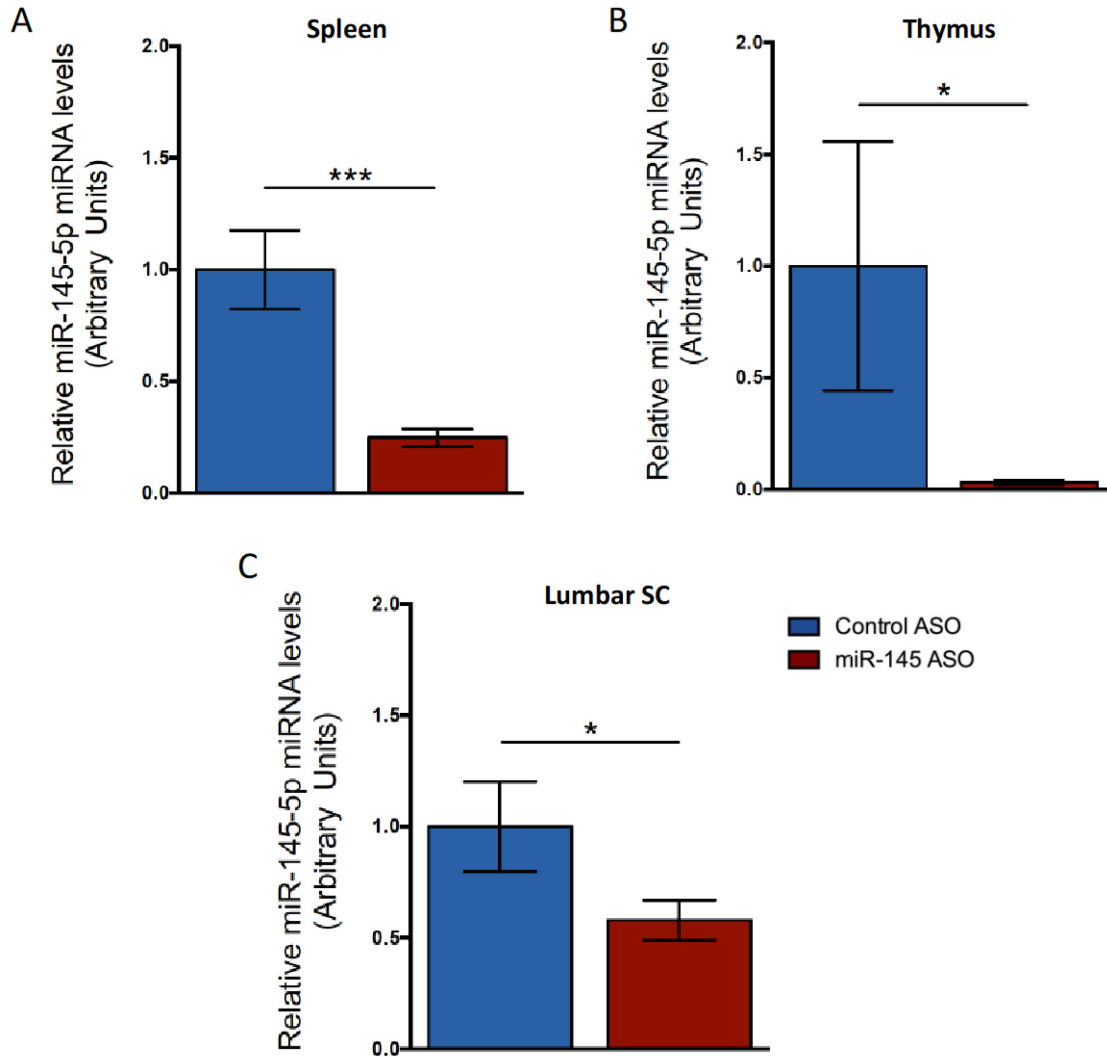 A
Spleen
Relative miR-145-5p miRNA levels
(Arbitrary Units)
2.0
1.5
1.0
0.5
0.0
***
B
Thymus
Relative miR-145-5p miRNA levels
(Arbitrary Units)
2.0
1.5
1.0
0.5
0.0
*
C
Lumbar SC
Relative miR-145-5p miRNA levels
(Arbitrary Units)
2.0
1.5
1.0
0.5
0.0
*
Control ASO
miR-145 ASO